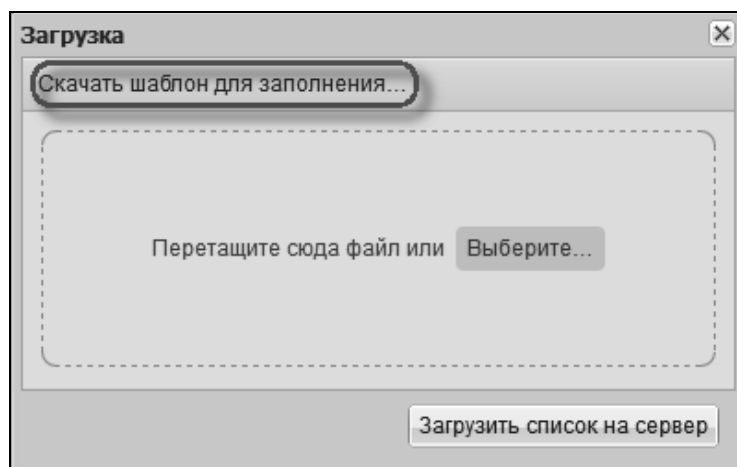 Загрузка
Скачать шаблон для заполнения...
Перетащите сюда файл или Выберите...
Загрузить список на сервер